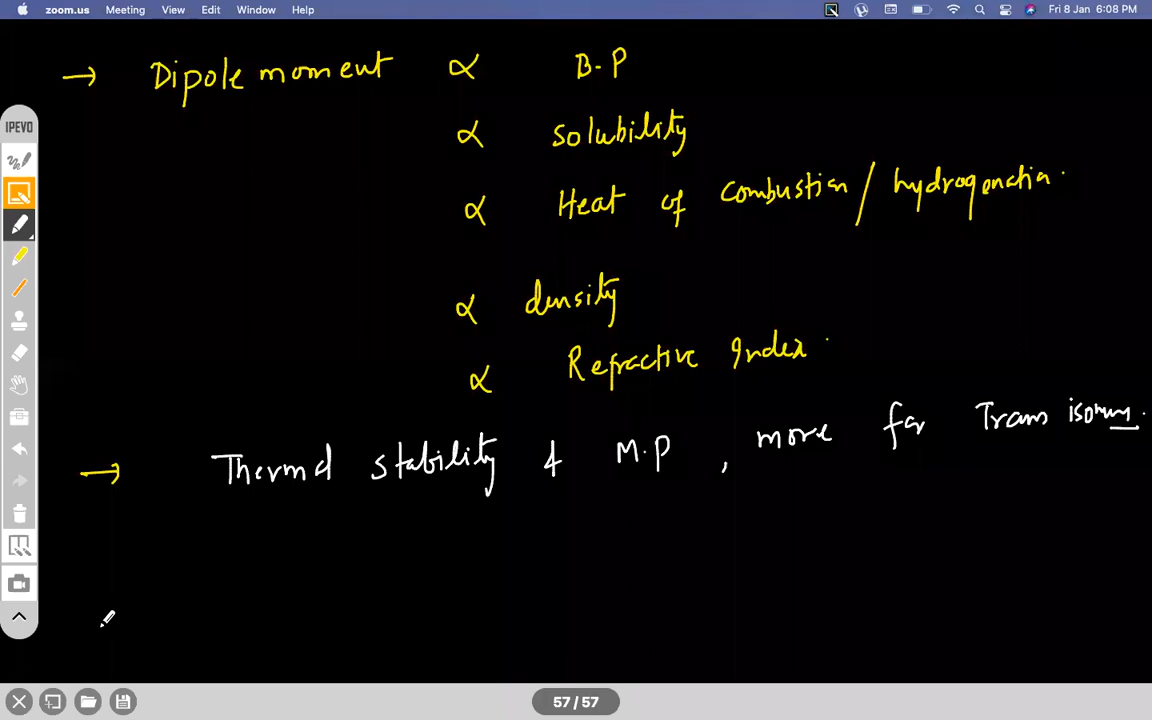 zoom.us Meeting View Edit Window Help Fri 8 Jan 6:08 PM
→ Dipole moment ∝ B.P
∝ solubility
∝ Heat of combustion / hydrogenation.
∝ density
∝ Refractive Index.
→ Thermal stability & M.P, more for Trans isomers.
IPEVO
57/57